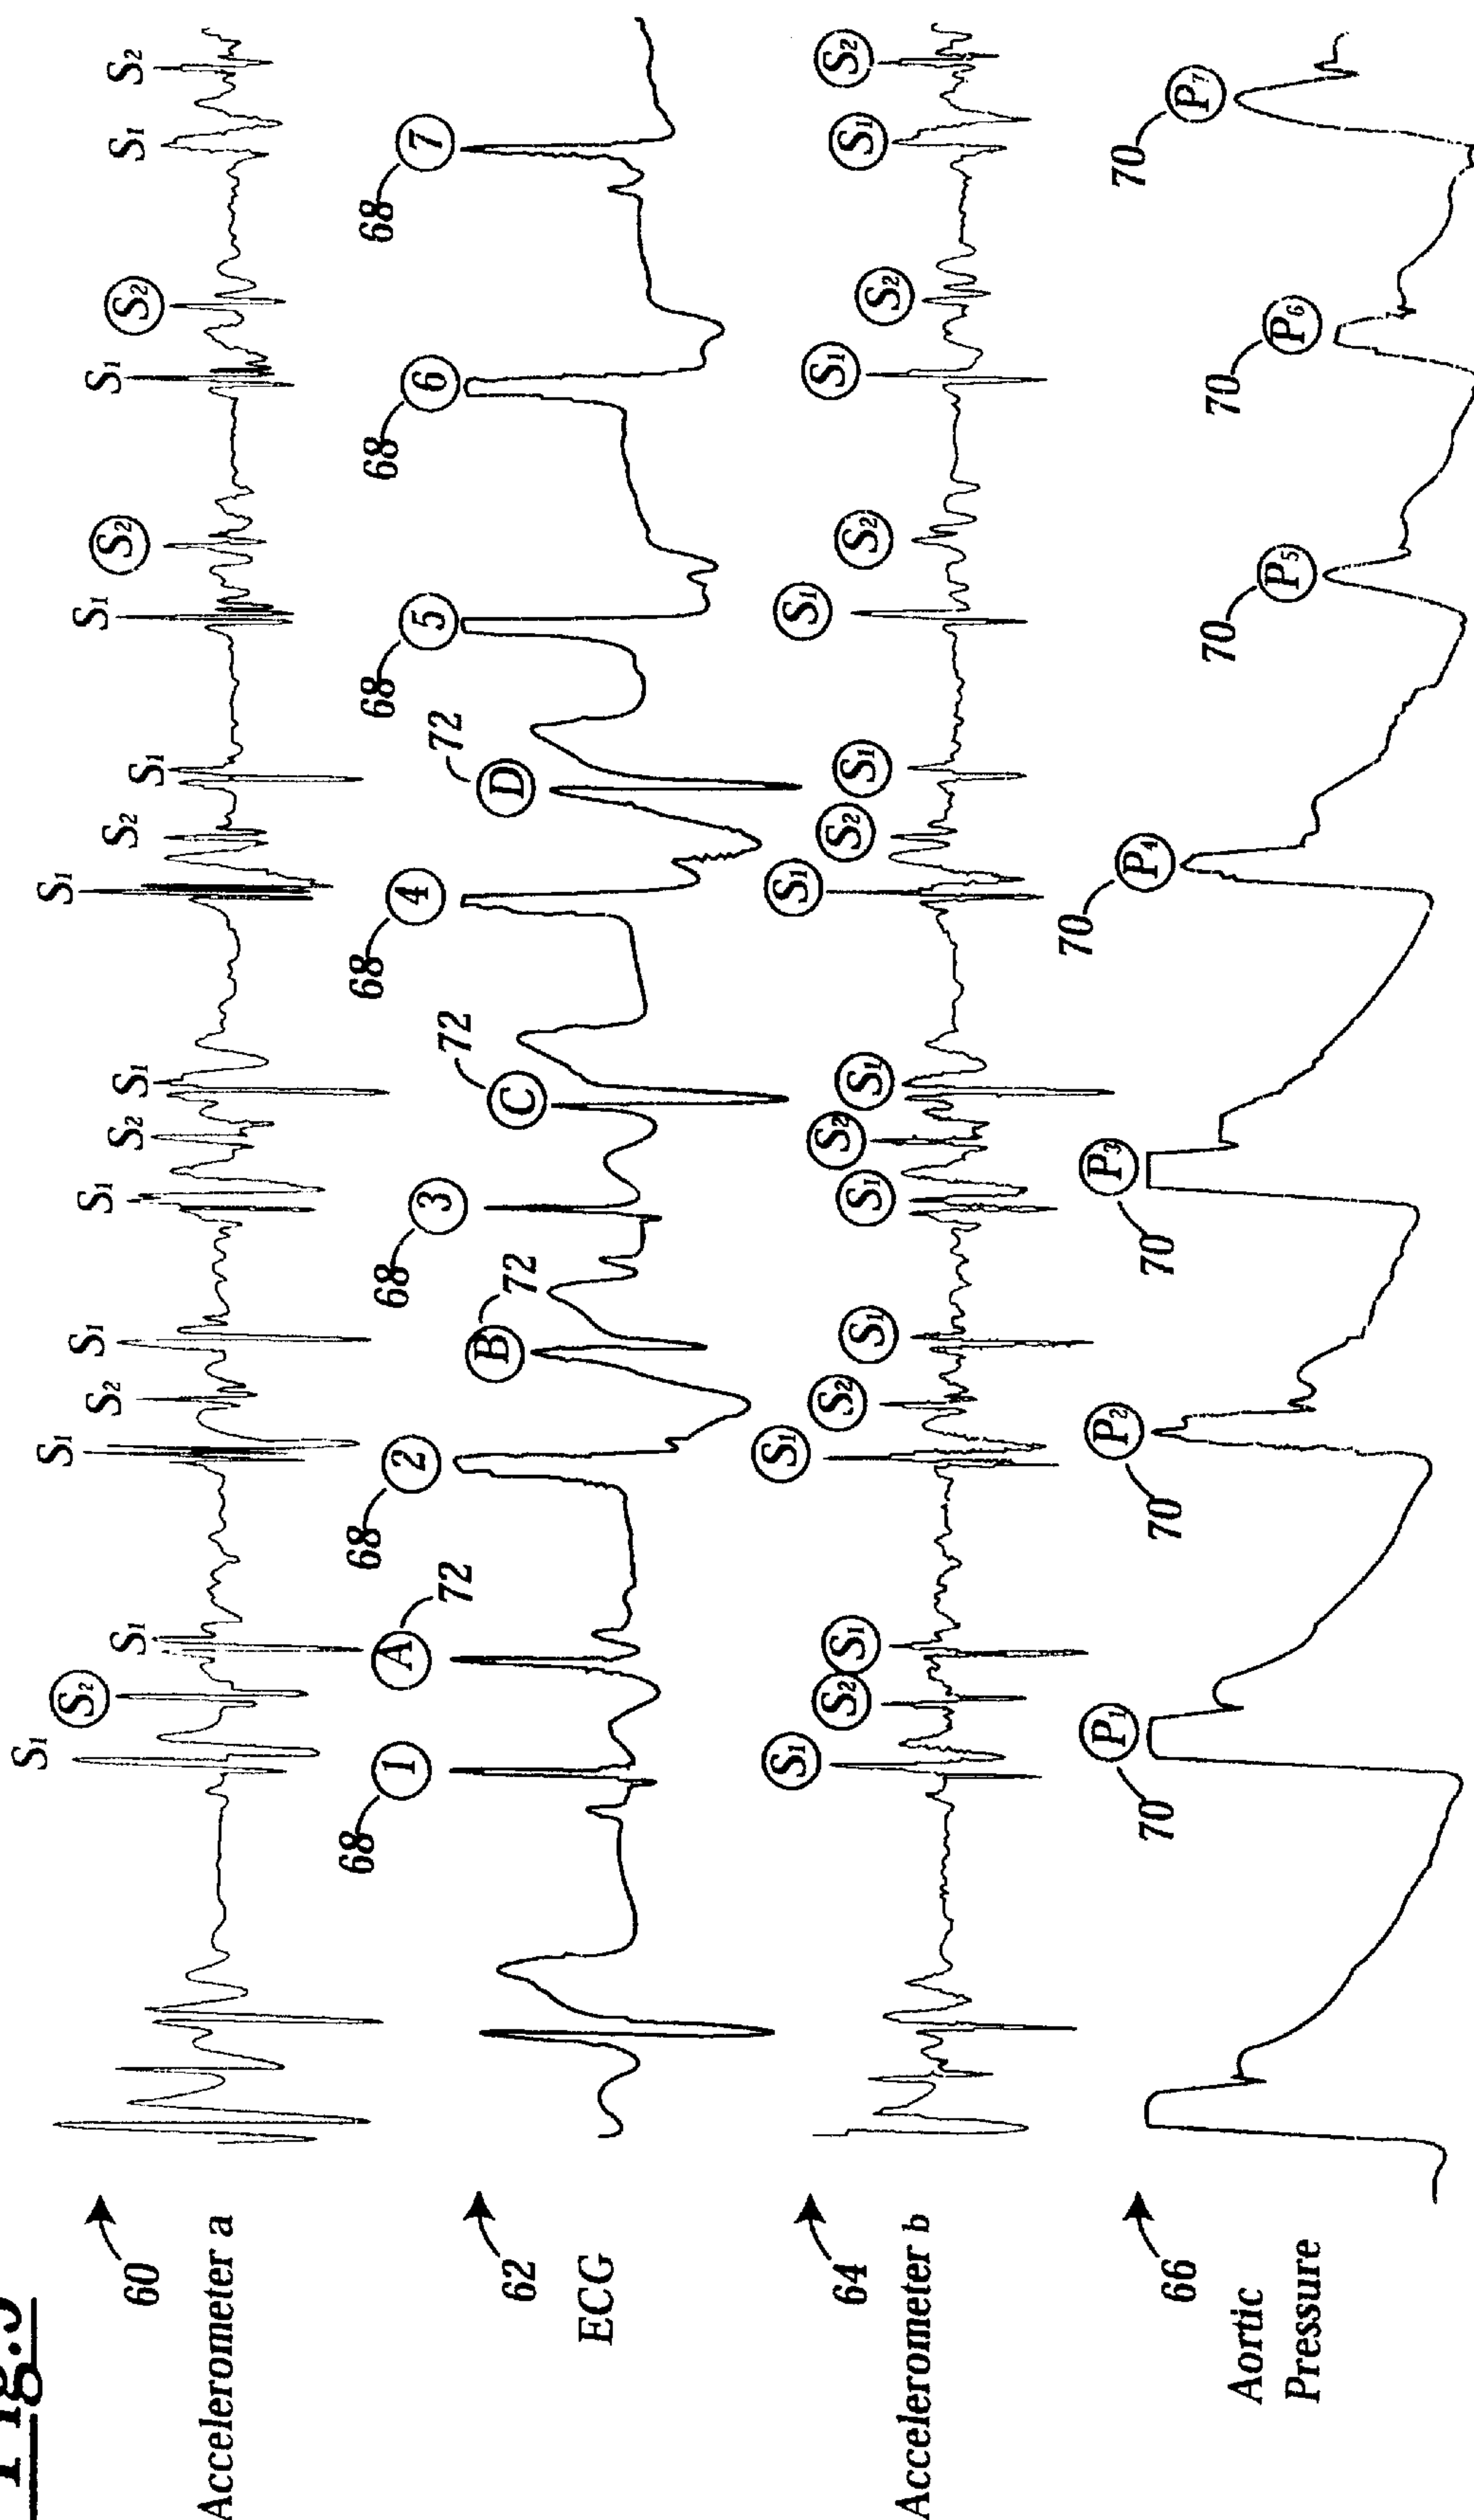 Fig.
60
Accelerometer a
S1 S2 S1 S1 S2 S1 S1 S2 S1 S1 S2 S1 S1 S2 S1 S2 S1 S2
68 68 68 68 68 68 68
1 A 2 B 3 C 4 D 5 6 7
72 72 72 72
62
ECG
S1 S2 S1 S1 S2 S1 S1 S2 S1 S1 S2 S1 S1 S2 S1 S2 S1 S2
64
Accelerometer b
P1 P2 P3 P4 P5 P6 P7
70 70 70 70 70 70 70
66
Aortic
Pressure